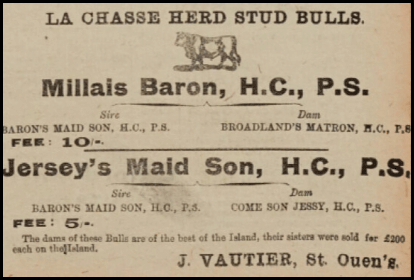 LA CHASSE HERD STUD BULLS.
Millais Baron, H.C., P.S.
Sire Dam
BARON'S MAID SON, H.C., P.S. BROADLAND'S MATRON, H.C., P.S.
FEE: 10/-.
Jersey's Maid Son, H.C., P.S.
Sire Dam
BARON'S MAID SON, H.C., P.S. COME SON JESSY, H.C., P.S.
FEE: 5/-.
The dams of these Bulls are of the best of the Island, their sisters were sold for £200
each on the Island.
J. VAUTIER, St. Ouen's.